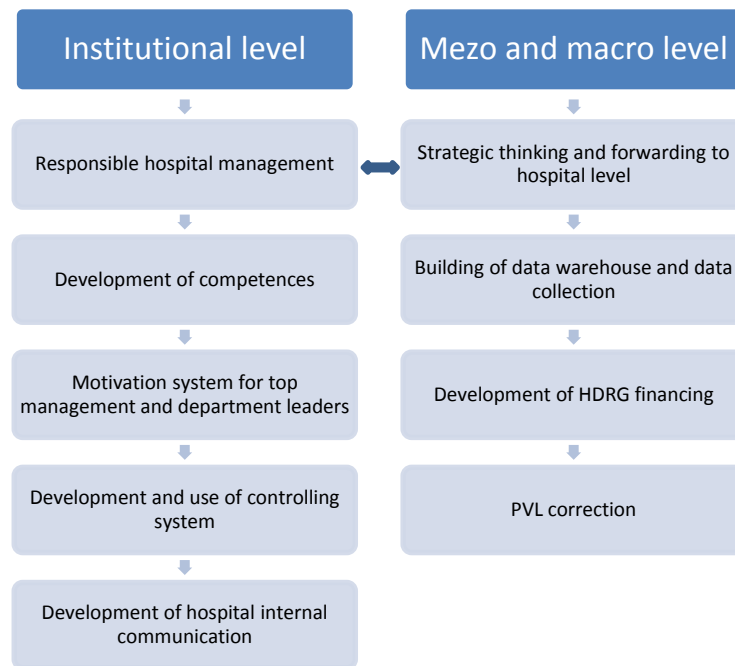 Institutional level
Responsible hospital management
Development of competences
Motivation system for top
management and department leaders
Development and use of controlling
system
Development of hospital internal
communication
Mezo and macro level
Strategic thinking and forwarding to
hospital level
Building of data warehouse and data
collection
Development of HDRG financing
PVL correction